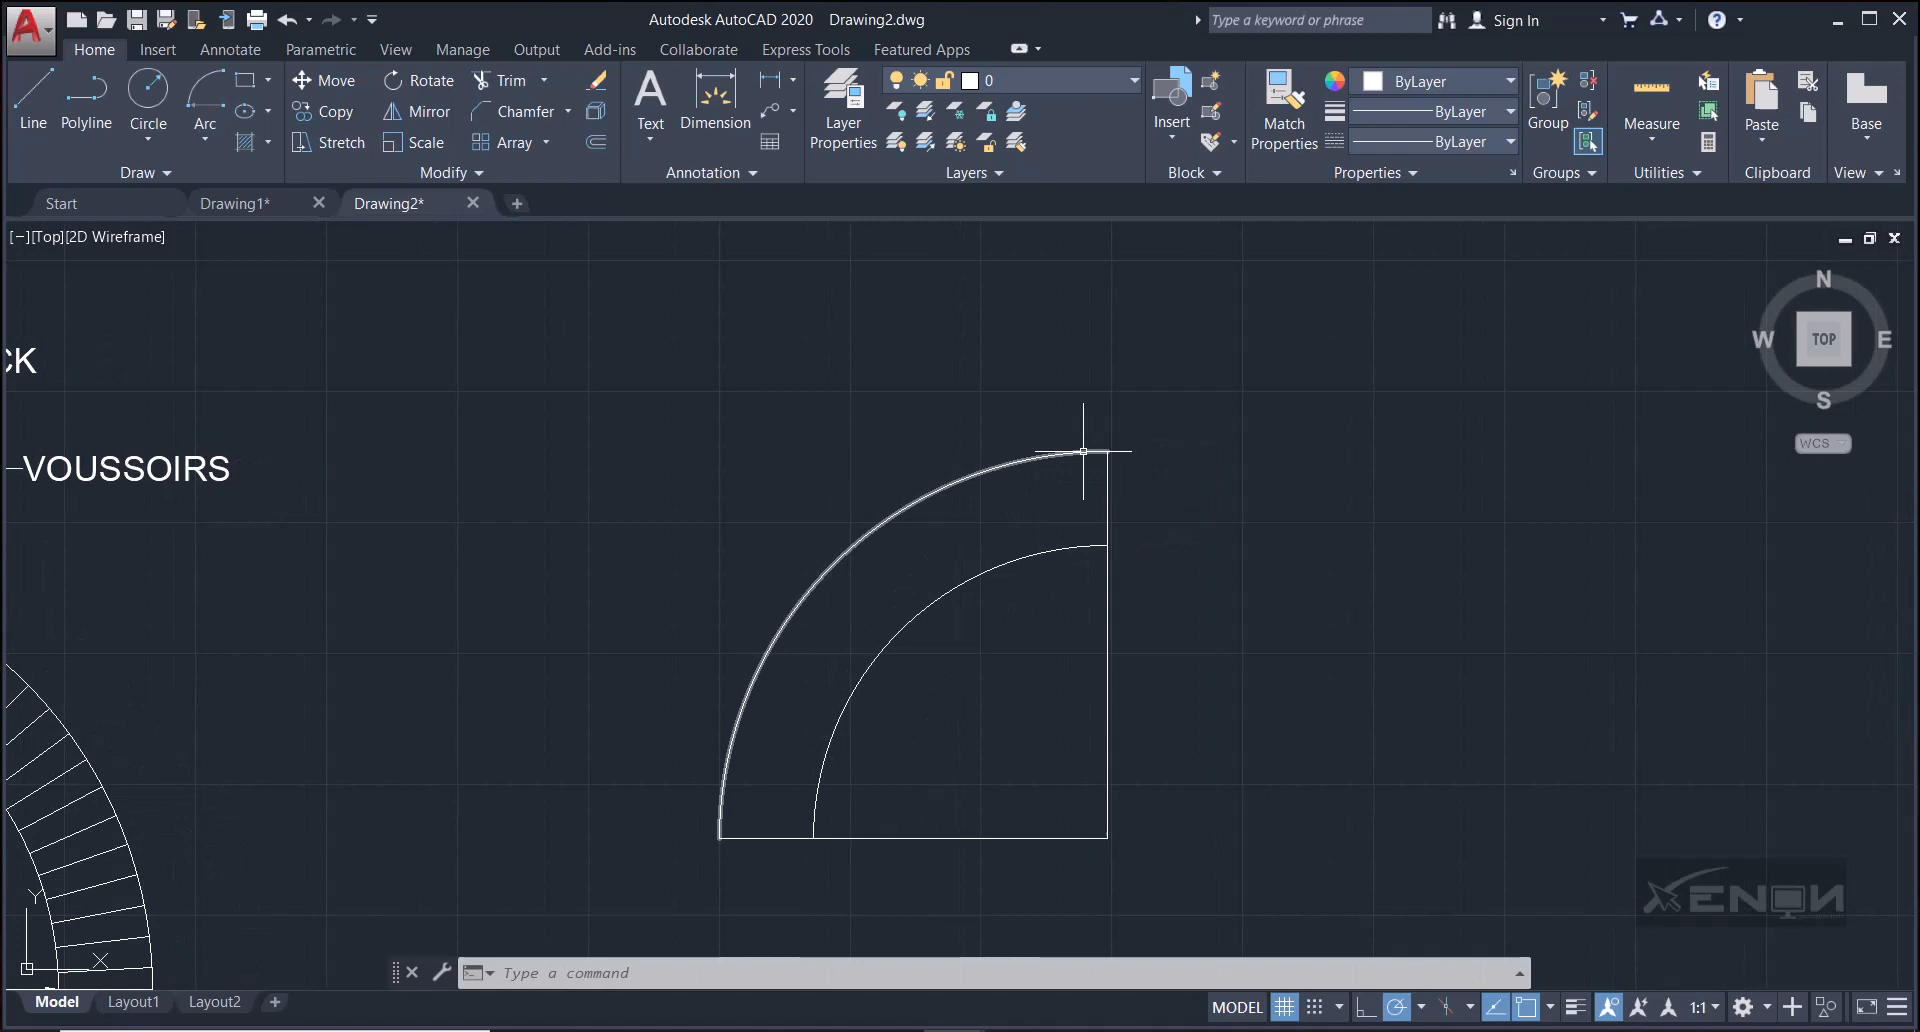 Autodesk AutoCAD 2020 Drawing2.dwg
Type a keyword or phrase
Sign In
Home Insert Annotate Parametric View Manage Output Add-ins Collaborate Express Tools Featured Apps
Line Polyline Circle Arc
Move Rotate Trim
Copy Mirror Chamfer
Stretch Scale Array
Text Dimension
Layer Properties
0
Insert
Match Properties
ByLayer
ByLayer
ByLayer
Group
Measure
Paste
Base
Draw Modify Annotation Layers Block Properties Groups Utilities Clipboard View
Start Drawing1* Drawing2*
[−][Top][2D Wireframe]
N
W TOP E
S
WCS
CK
VOUSSOIRS
Y
X
XENON
Type a command
Model Layout1 Layout2
MODEL 1:1